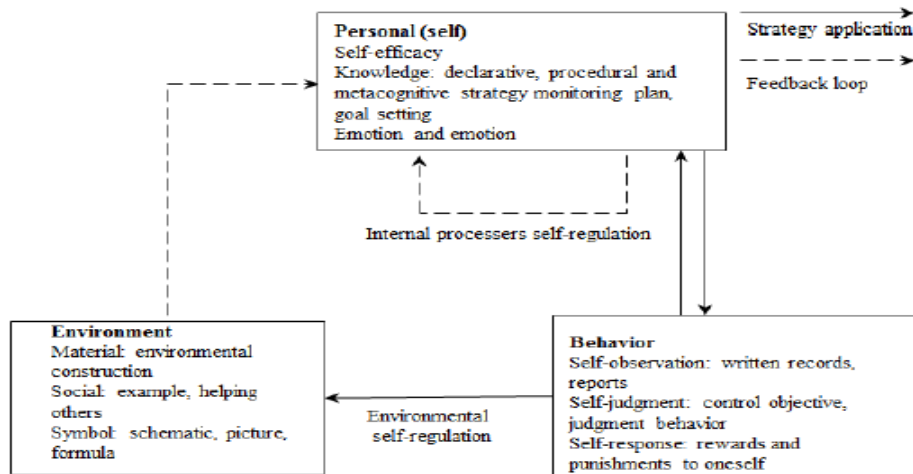 Personal (self)
Self-efficacy
Knowledge: declarative, procedural and
metacognitive strategy monitoring plan,
goal setting
Emotion and emotion
Strategy application
Feedback loop
Internal processers self-regulation
Environment
Material: environmental
construction
Social: example, helping
others
Symbol: schematic, picture,
formula
Environmental
self-regulation
Behavior
Self-observation: written records,
reports
Self-judgment: control objective,
judgment behavior
Self-response: rewards and
punishments to oneself